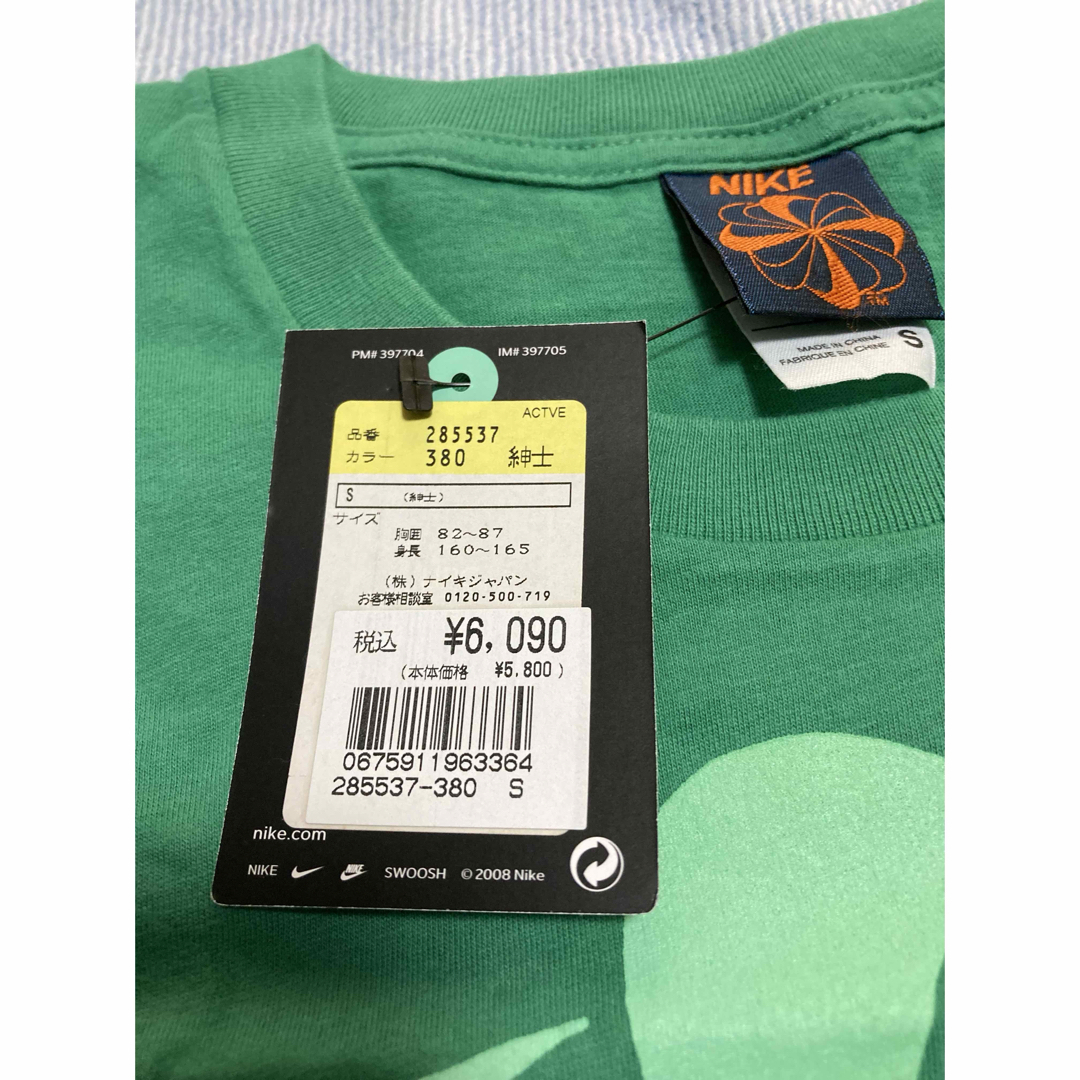 NIKE
TM
MADE IN CHINA
FABRIQUE EN CHINE
S
PM# 397704
IM# 397705
ACTVE
品番 285537
カラー 380 紳士
S (紳士)
サイズ
胸囲 82~87
身長 160~165
(株)ナイキジャパン
お客様相談室 0120-500-719
税込 ¥6,090
(本体価格 ¥5,800)
0675911963364
285537-380 S
nike.com
NIKE NIKE SWOOSH ©2008 Nike